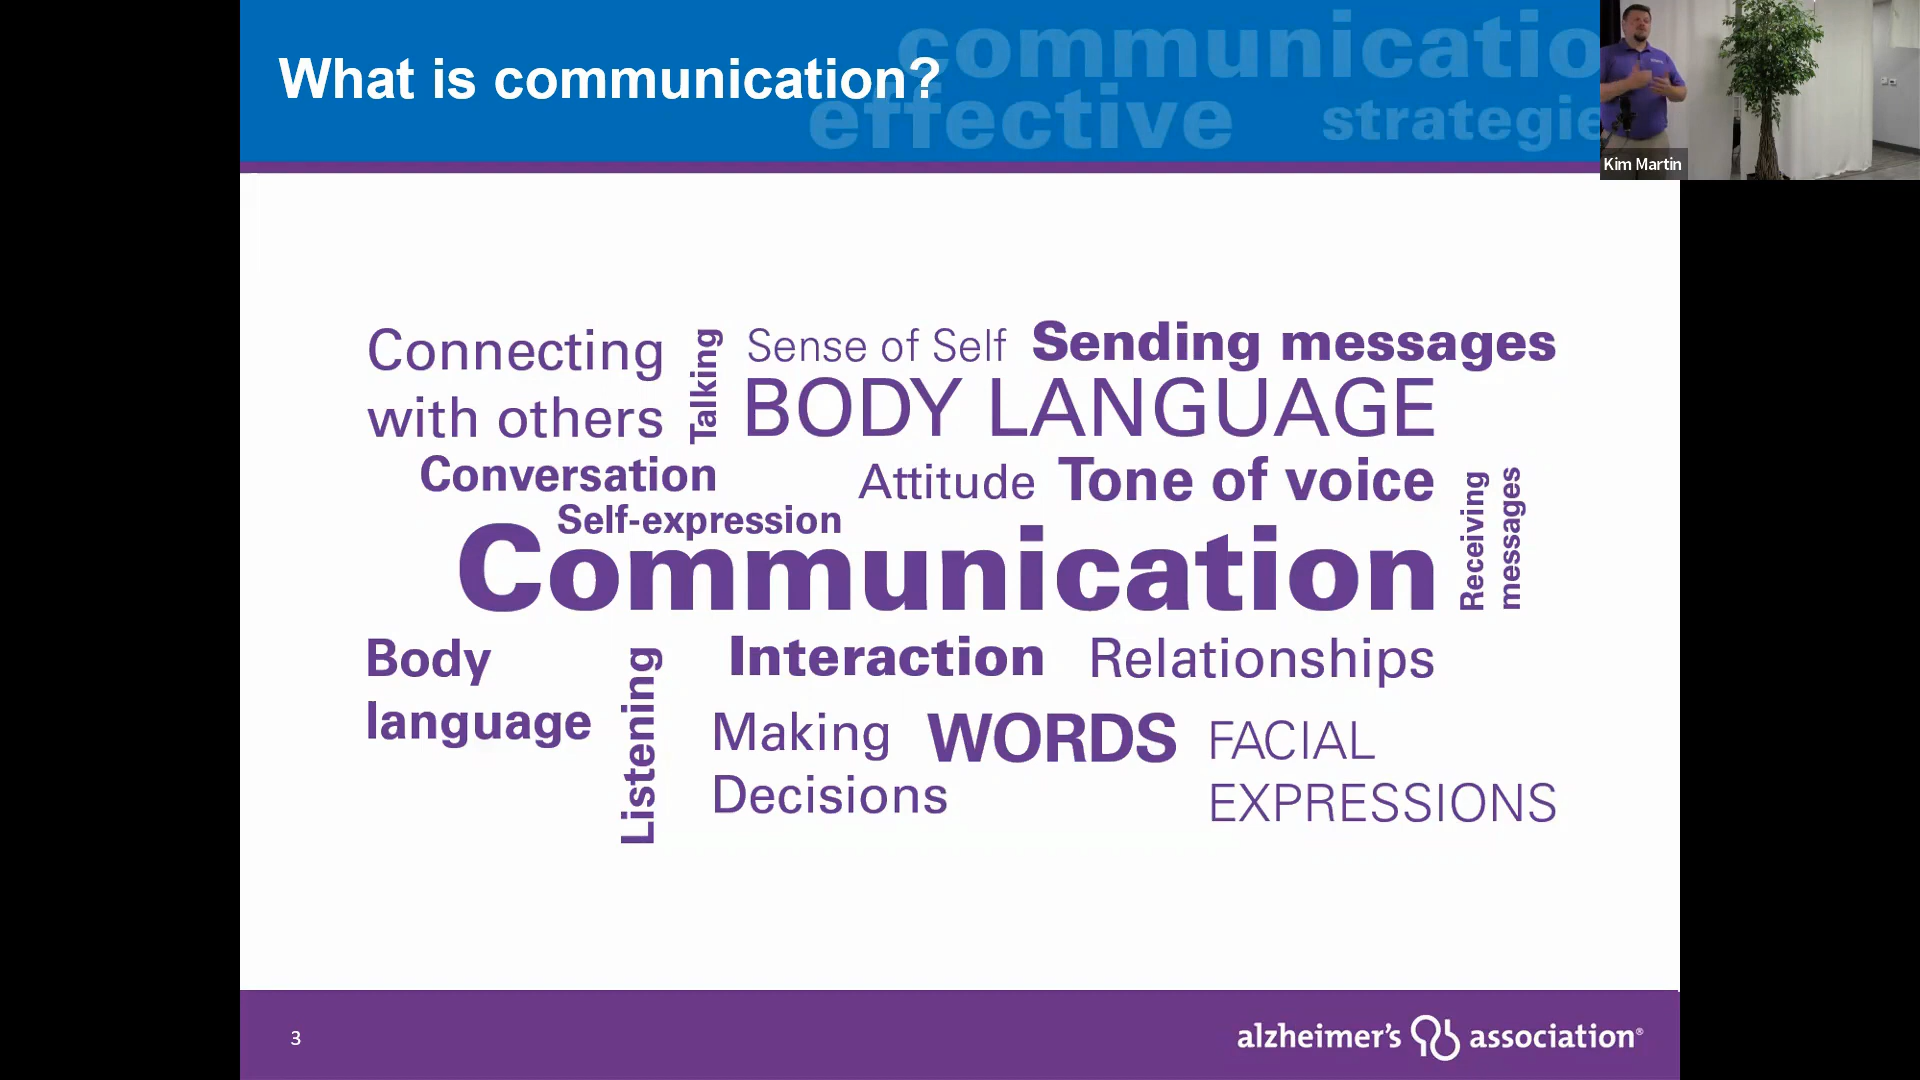 What is communication?
communicatio
effective strategie
Kim Martin
Connecting
with others
Talking
Sense of Self
Sending messages
BODY LANGUAGE
Conversation
Attitude
Tone of voice
Self-expression
Communication
Receiving
messages
Body
language
Listening
Interaction
Relationships
Making
Decisions
WORDS
FACIAL
EXPRESSIONS
3
alzheimer's association®